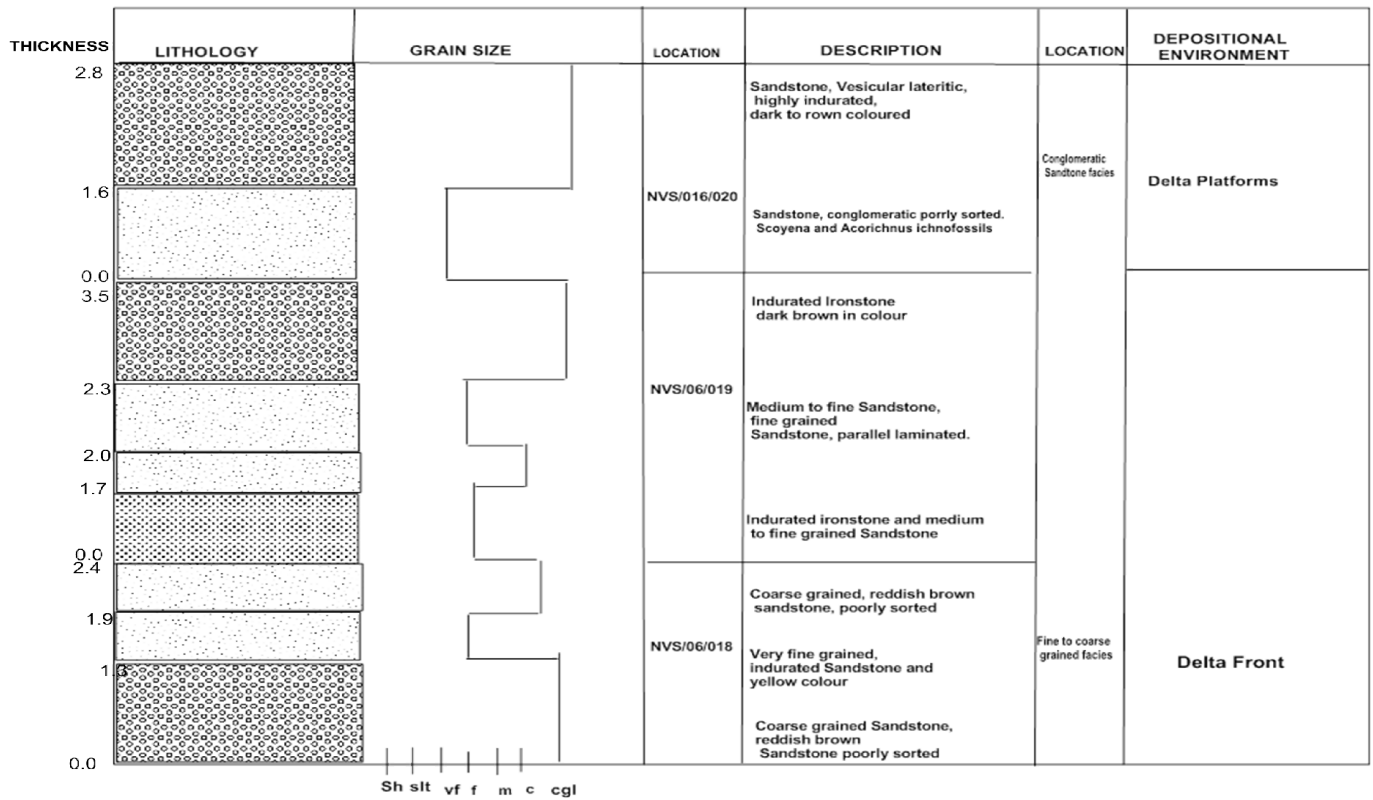 THICKNESS
LITHOLOGY
GRAIN SIZE
LOCATION
DESCRIPTION
LOCATION
DEPOSITIONAL
ENVIRONMENT
2.8
1.6
0.0
3.5
2.3
2.0
1.7
0.0
2.4
1.9
1.3
0.0
Sh slt vf f m c cgl
NVS/016/020
NVS/06/019
NVS/06/018
Sandstone, Vesicular lateritic,
highly indurated,
dark to rown coloured
Sandstone, conglomeratic porrly sorted.
Scoyena and Acorichnus ichnofossils
Indurated Ironstone
dark brown in colour
Medium to fine Sandstone,
fine grained
Sandstone, parallel laminated.
Indurated ironstone and medium
to fine grained Sandstone
Coarse grained, reddish brown
sandstone, poorly sorted
Very fine grained,
indurated Sandstone and
yellow colour
Coarse grained Sandstone,
reddish brown
Sandstone poorly sorted
Conglomeratic
Sandtone facies
Fine to coarse
grained facies
Delta Platforms
Delta Front